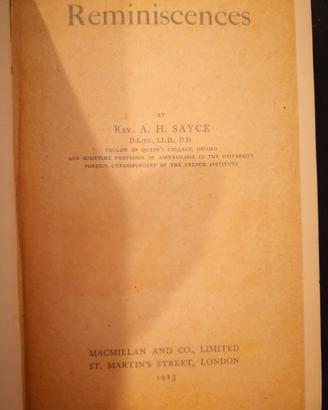 Reminiscences
BY
REV. A. H. SAYCE
D.LITT., LL.D., D.D.
FELLOW OF QUEEN'S COLLEGE, OXFORD
AND SOMETIME PROFESSOR OF ASSYRIOLOGY IN THE UNIVERSITY
FOREIGN CORRESPONDENT OF THE FRENCH INSTITUTE
MACMILLAN AND CO., LIMITED
ST. MARTIN'S STREET, LONDON
1923